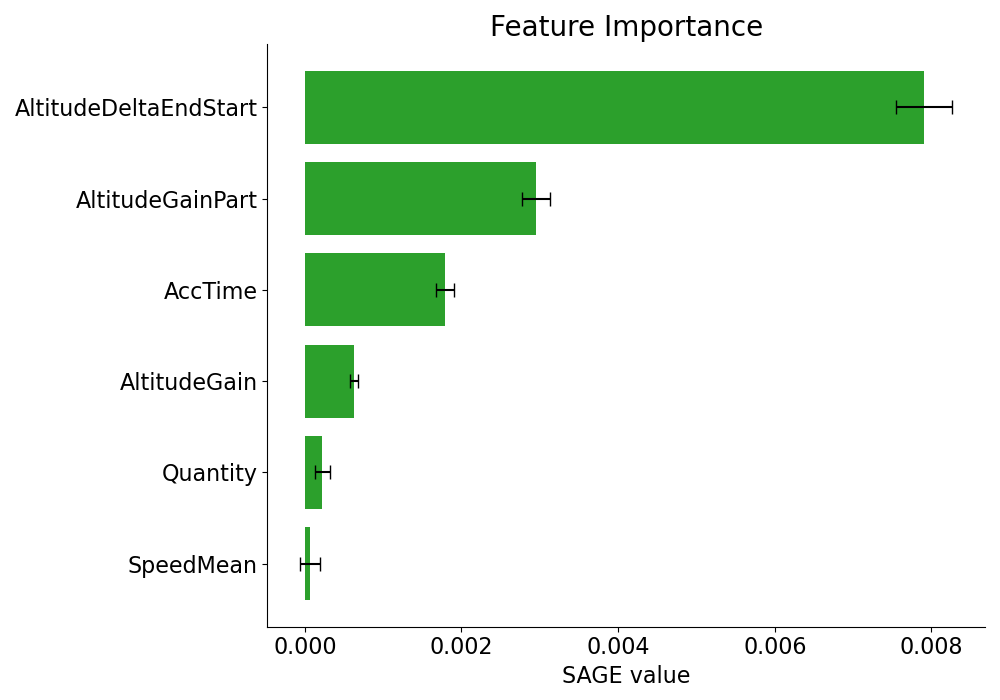 Feature Importance
AltitudeDeltaEndStart
AltitudeGainPart
AccTime
AltitudeGain
Quantity
SpeedMean
0.000 0.002 0.004 0.006 0.008
SAGE value